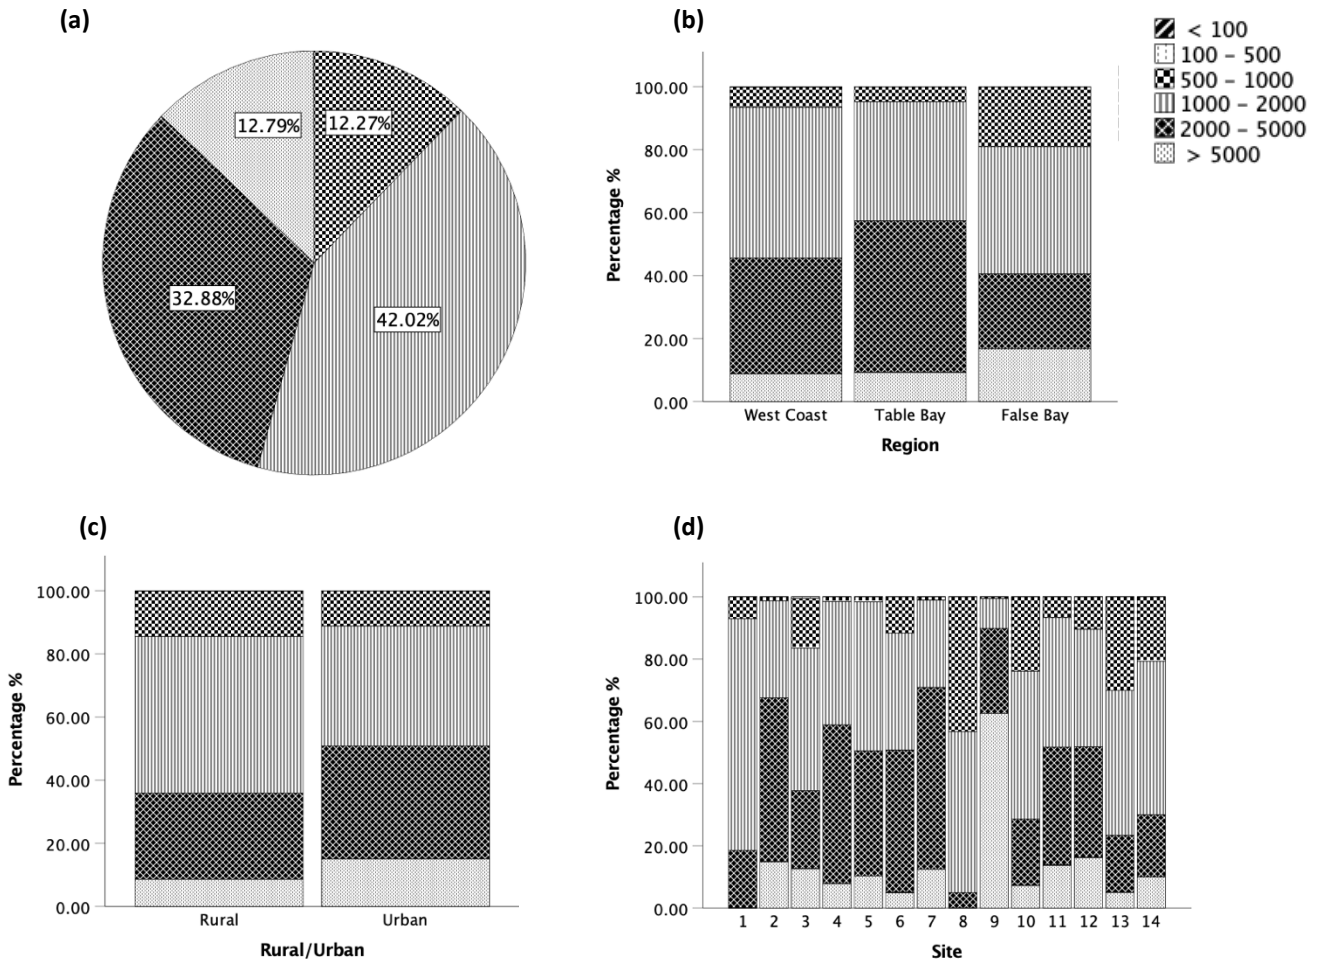 (a)
12.79%
12.27%
32.88%
42.02%
(b)
Percentage %
100.00
80.00
60.00
40.00
20.00
0.00
West Coast Table Bay False Bay
Region
< 100
100 – 500
500 – 1000
1000 – 2000
2000 – 5000
> 5000
(c)
Percentage %
100.00
80.00
60.00
40.00
20.00
0.00
Rural Urban
Rural/Urban
(d)
Percentage %
100.00
80.00
60.00
40.00
20.00
0.00
1 2 3 4 5 6 7 8 9 10 11 12 13 14
Site